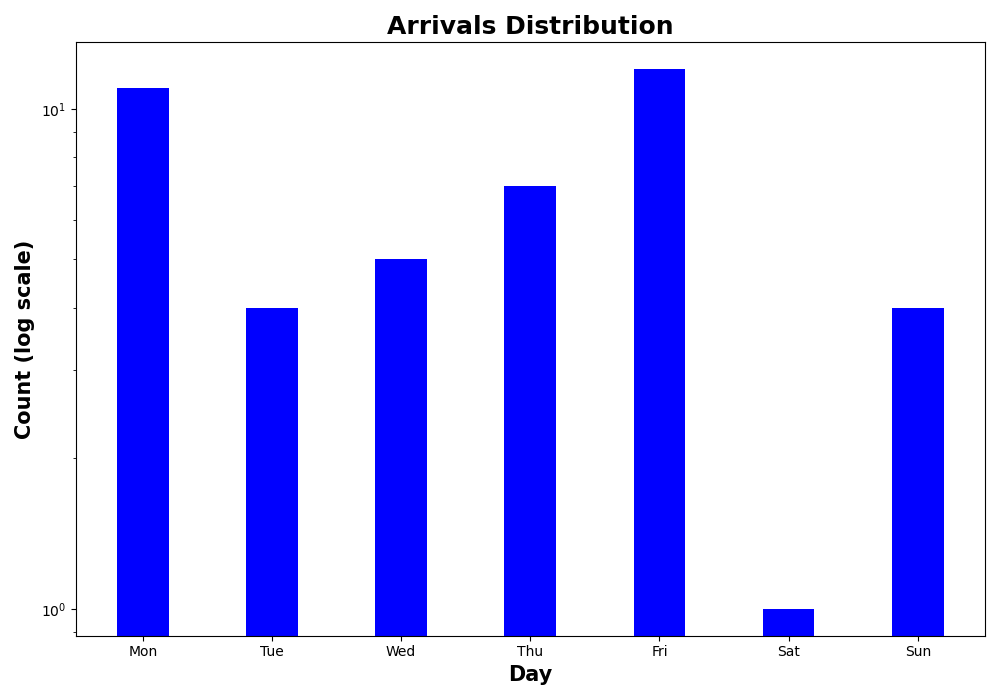 Arrivals Distribution
Count (log scale)
10¹
10⁰
Mon Tue Wed Thu Fri Sat Sun
Day